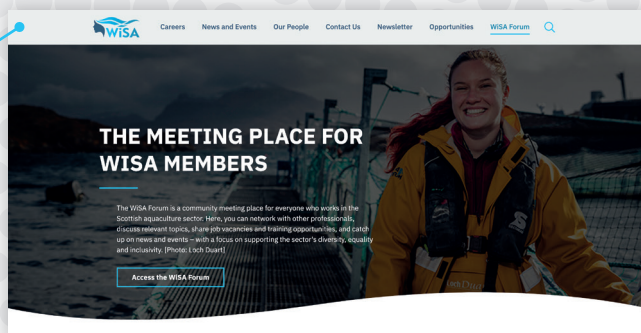 WiSA
Careers News and Events Our People Contact Us Newsletter Opportunities WiSA Forum
THE MEETING PLACE FOR
WISA MEMBERS
The WiSA Forum is a community meeting place for everyone who works in the
Scottish aquaculture sector. Here, you can network with other professionals,
discuss relevant topics, share job vacancies and training opportunities, and catch
up on news and events – with a focus on supporting the sector's diversity, equality
and inclusivity. [Photo: Loch Duart]
Access the WiSA Forum
Loch Duart